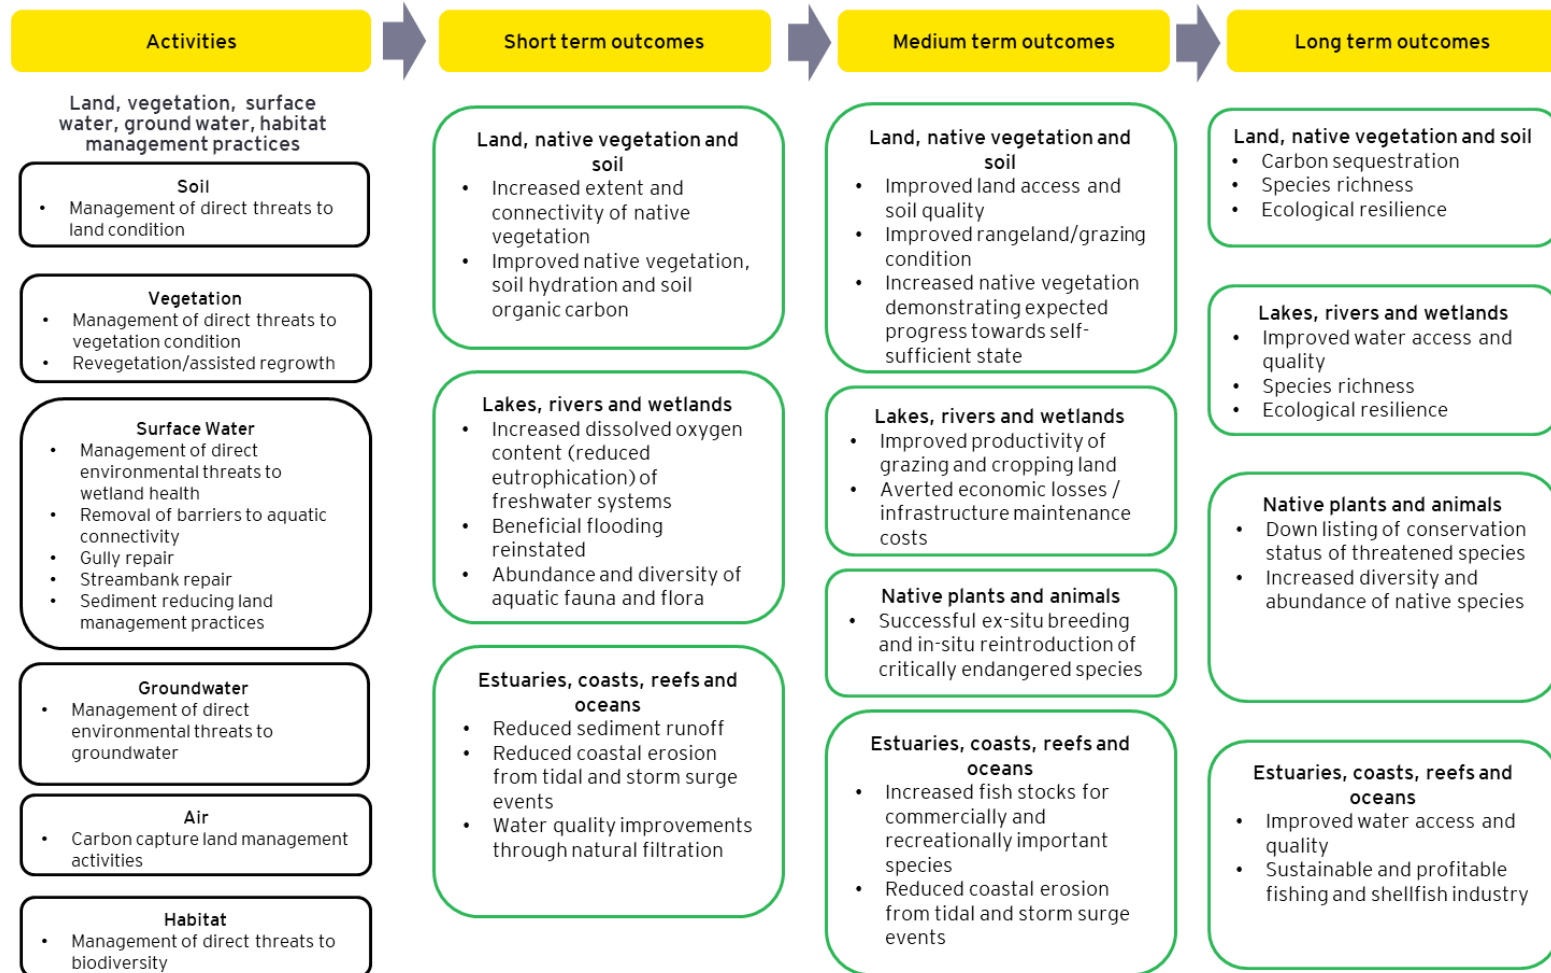 Activities
Short term outcomes
Medium term outcomes
Long term outcomes
Land, vegetation, surface
water, ground water, habitat
management practices
Soil
• Management of direct threats to
land condition
Vegetation
• Management of direct threats to
vegetation condition
• Revegetation/assisted regrowth
Surface Water
• Management of direct
environmental threats to
wetland health
• Removal of barriers to aquatic
connectivity
• Gully repair
• Streambank repair
• Sediment reducing land
management practices
Groundwater
• Management of direct
environmental threats to
groundwater
Air
• Carbon capture land management
activities
Habitat
• Management of direct threats to
biodiversity
Land, native vegetation and
soil
• Increased extent and
connectivity of native
vegetation
• Improved native vegetation,
soil hydration and soil
organic carbon
Lakes, rivers and wetlands
• Increased dissolved oxygen
content (reduced
eutrophication) of
freshwater systems
• Beneficial flooding
reinstated
• Abundance and diversity of
aquatic fauna and flora
Estuaries, coasts, reefs and
oceans
• Reduced sediment runoff
• Reduced coastal erosion
from tidal and storm surge
events
• Water quality improvements
through natural filtration
Land, native vegetation and
soil
• Improved land access and
soil quality
• Improved rangeland/grazing
condition
• Increased native vegetation
demonstrating expected
progress towards self-
sufficient state
Lakes, rivers and wetlands
• Improved productivity of
grazing and cropping land
• Averted economic losses /
infrastructure maintenance
costs
Native plants and animals
• Successful ex-situ breeding
and in-situ reintroduction of
critically endangered species
Estuaries, coasts, reefs and
oceans
• Increased fish stocks for
commercially and
recreationally important
species
• Reduced coastal erosion
from tidal and storm surge
events
Land, native vegetation and soil
• Carbon sequestration
• Species richness
• Ecological resilience
Lakes, rivers and wetlands
• Improved water access and
quality
• Species richness
• Ecological resilience
Native plants and animals
• Down listing of conservation
status of threatened species
• Increased diversity and
abundance of native species
Estuaries, coasts, reefs and
oceans
• Improved water access and
quality
• Sustainable and profitable
fishing and shellfish industry